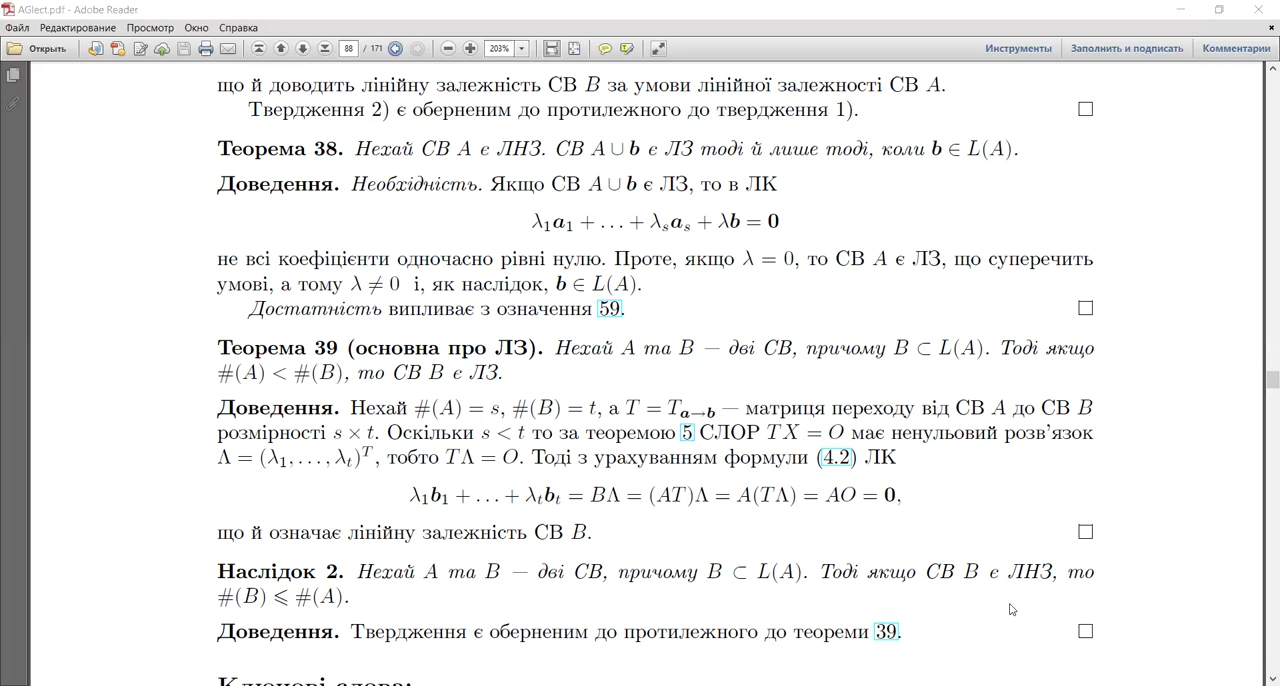 AGlect.pdf - Adobe Reader
Файл Редактирование Просмотр Окно Справка
Открыть 88 / 171 203% Инструменты Заполнить и подписать Комментарии
що й доводить лінійну залежність СВ B за умови лінійної залежності СВ A.
Твердження 2) є оберненим до протилежного до твердження 1). □
Теорема 38. Нехай СВ A є ЛНЗ. СВ A ∪ b є ЛЗ тоді й лише тоді, коли b ∈ L(A).
Доведення. Необхідність. Якщо СВ A ∪ b є ЛЗ, то в ЛК
λ₁a₁ + . . . + λₛaₛ + λb = 0
не всі коефіцієнти одночасно рівні нулю. Проте, якщо λ = 0, то СВ A є ЛЗ, що суперечить
умові, а тому λ ≠ 0 і, як наслідок, b ∈ L(A).
Достатність випливає з означення 59. □
Теорема 39 (основна про ЛЗ). Нехай A та B — дві СВ, причому B ⊂ L(A). Тоді якщо
#(A) < #(B), то СВ B є ЛЗ.
Доведення. Нехай #(A) = s, #(B) = t, а T = T_{a→b} — матриця переходу від СВ A до СВ B
розмірності s × t. Оскільки s < t то за теоремою 5 СЛОР TX = O має ненульовий розв'язок
Λ = (λ₁, . . . , λₜ)ᵀ, тобто TΛ = O. Тоді з урахуванням формули (4.2) ЛК
λ₁b₁ + . . . + λₜbₜ = BΛ = (AT)Λ = A(TΛ) = AO = 0,
що й означає лінійну залежність СВ B. □
Наслідок 2. Нехай A та B — дві СВ, причому B ⊂ L(A). Тоді якщо СВ B є ЛНЗ, то
#(B) ⩽ #(A).
Доведення. Твердження є оберненим до протилежного до теореми 39. □
Ключові слова: